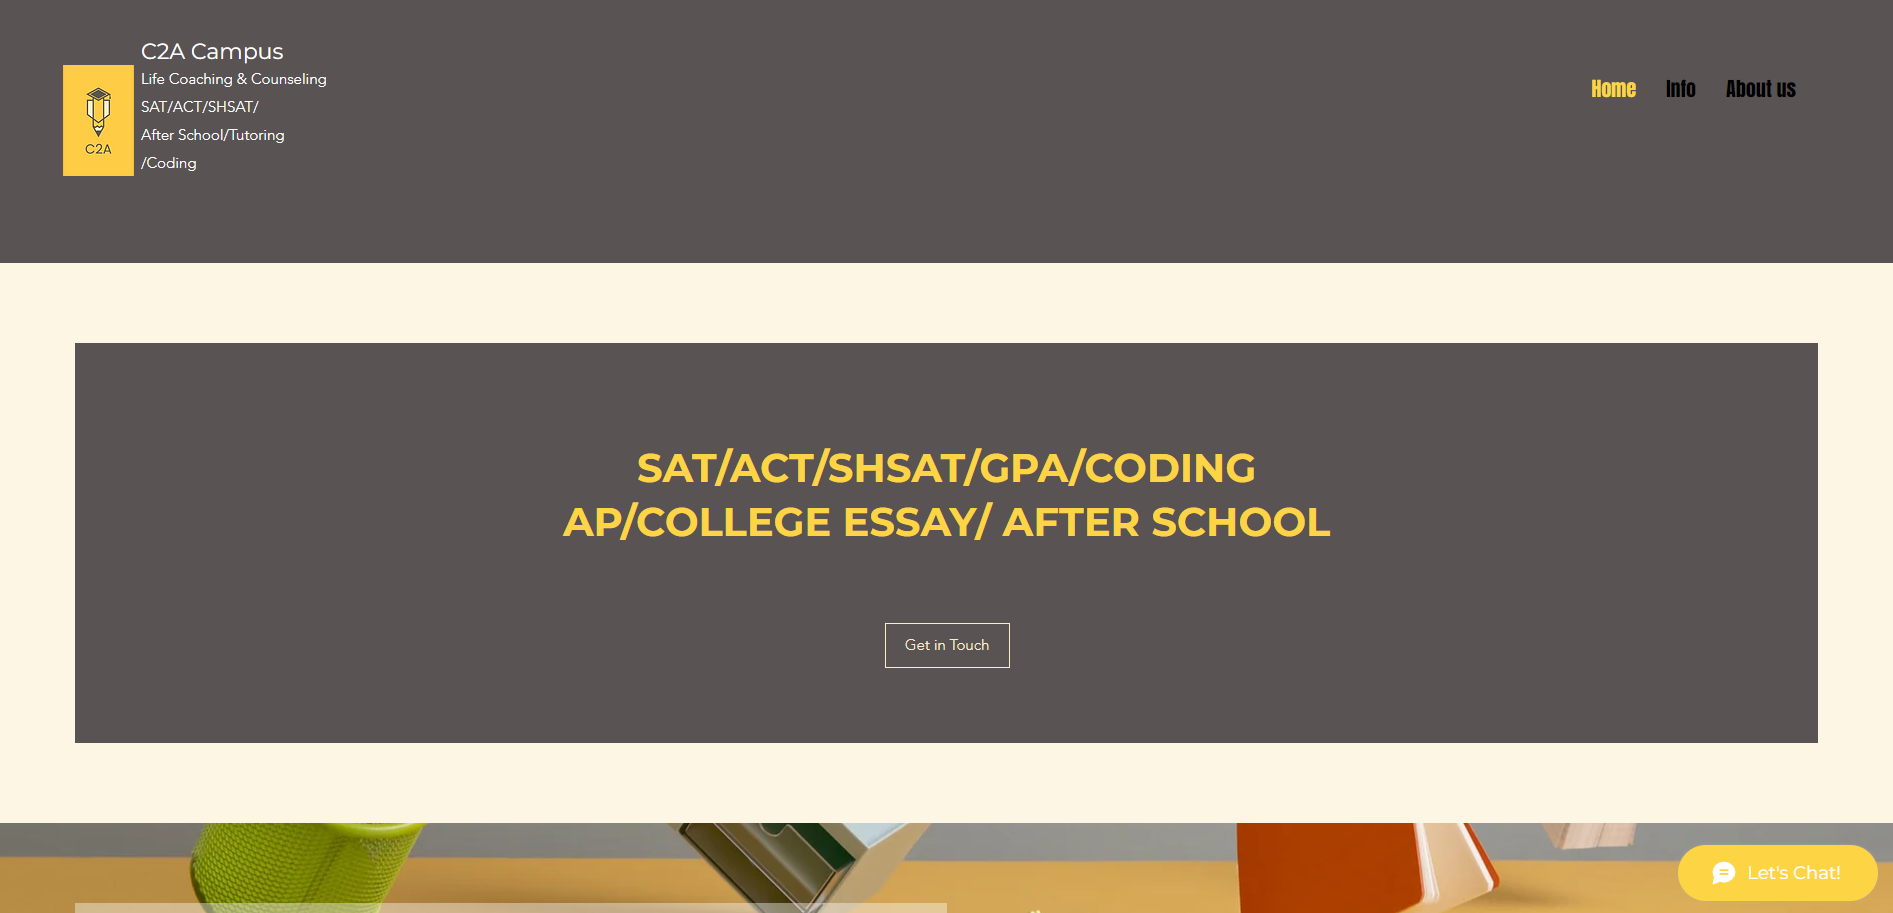 C2A Campus
Life Coaching & Counseling
SAT/ACT/SHSAT/
After School/Tutoring
/Coding
C2A
Home
Info
About us
SAT/ACT/SHSAT/GPA/CODING
AP/COLLEGE ESSAY/ AFTER SCHOOL
Get in Touch
Let's Chat!